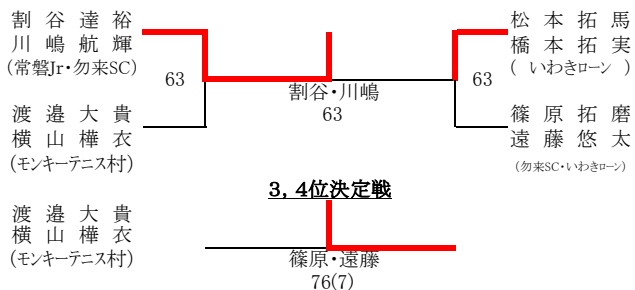 割谷達裕
川嶋航輝
(常磐Jr・勿来SC)
63
渡邉大貴
横山樺衣
(モンキーテニス村)
割谷・川嶋
63
松本拓馬
橋本拓実
( いわきローン )
63
篠原拓磨
遠藤悠太
(勿来SC・いわきローン)
3, 4位決定戦
渡邉大貴
横山樺衣
(モンキーテニス村)
篠原・遠藤
76(7)